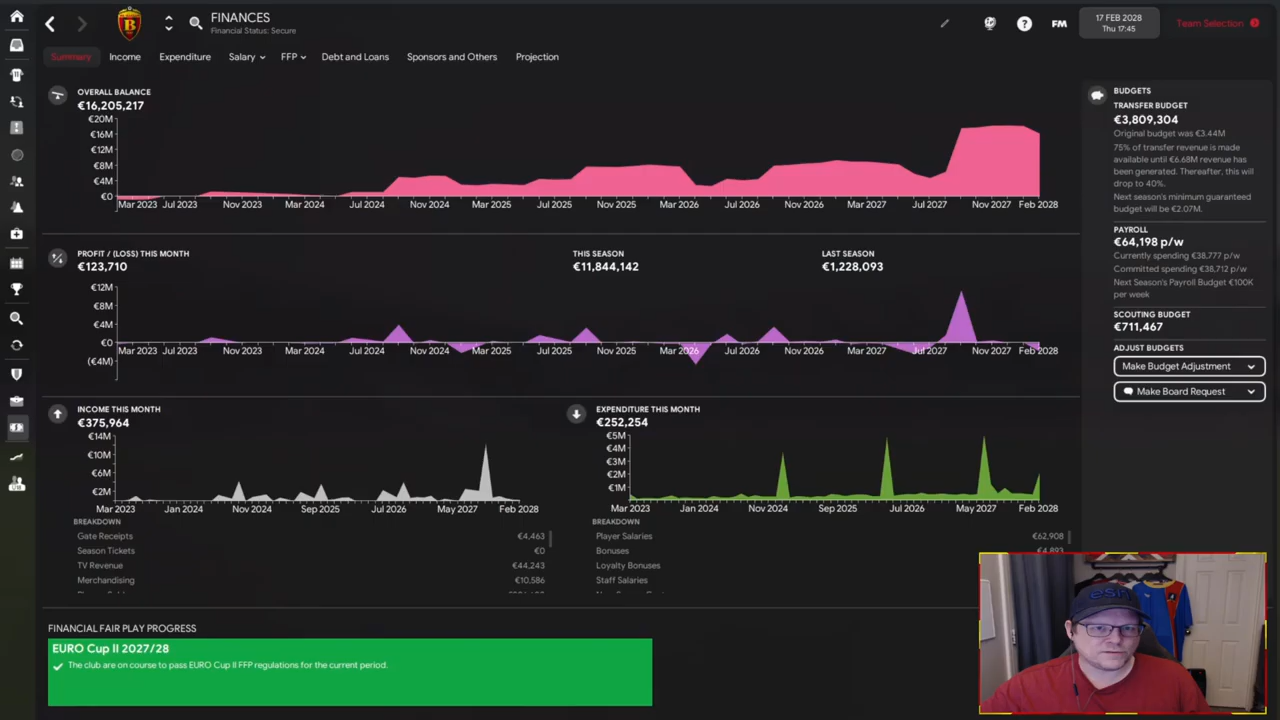 FINANCES
Financial Status: Secure
FM
17 FEB 2028
Thu 17:45
Team Selection
Summary
Income
Expenditure
Salary
FFP
Debt and Loans
Sponsors and Others
Projection
OVERALL BALANCE
€16,205,217
€20M
€16M
€12M
€8M
€4M
€0
Mar 2023 Jul 2023 Nov 2023 Mar 2024 Jul 2024 Nov 2024 Mar 2025 Jul 2025 Nov 2025 Mar 2026 Jul 2026 Nov 2026 Mar 2027 Jul 2027 Nov 2027 Feb 2028
PROFIT / (LOSS) THIS MONTH
€123,710
THIS SEASON
€11,844,142
LAST SEASON
€1,228,093
€12M
€8M
€4M
€0
(€4M)
Mar 2023 Jul 2023 Nov 2023 Mar 2024 Jul 2024 Nov 2024 Mar 2025 Jul 2025 Nov 2025 Mar 2026 Jul 2026 Nov 2026 Mar 2027 Jul 2027 Nov 2027 Feb 2028
INCOME THIS MONTH
€375,964
€14M
€10M
€6M
€2M
Mar 2023 Jan 2024 Nov 2024 Sep 2025 Jul 2026 May 2027 Feb 2028
BREAKDOWN
Gate Receipts €4,463
Season Tickets €0
TV Revenue €44,243
Merchandising €10,586
EXPENDITURE THIS MONTH
€252,254
€5M
€4M
€3M
€2M
€1M
Mar 2023 Jan 2024 Nov 2024 Sep 2025 Jul 2026 May 2027 Feb 2028
BREAKDOWN
Player Salaries €62,908
Bonuses €4,893
Loyalty Bonuses
Staff Salaries
FINANCIAL FAIR PLAY PROGRESS
EURO Cup II 2027/28
The club are on course to pass EURO Cup II FFP regulations for the current period.
BUDGETS
TRANSFER BUDGET
€3,809,304
Original budget was €3.44M
75% of transfer revenue is made
available until €6.68M revenue has
been generated. Thereafter, this will
drop to 40%.
Next season's minimum guaranteed
budget will be €2.07M.
PAYROLL
€64,198 p/w
Currently spending €38,777 p/w
Committed spending €38,712 p/w
Next Season's Payroll Budget €100K
per week
SCOUTING BUDGET
€711,467
ADJUST BUDGETS
Make Budget Adjustment
Make Board Request